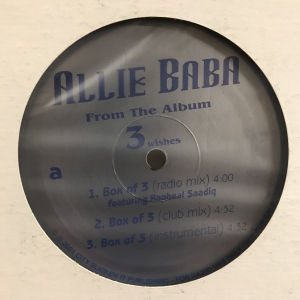 ALLIE BABA
From The Album
3 wishes
a
1. Box of 3 (radio mix) 4:00
featuring Raphael Saadiq
2. Box of 3 (club mix) 4:52
3. Box of 3 (instrumental)